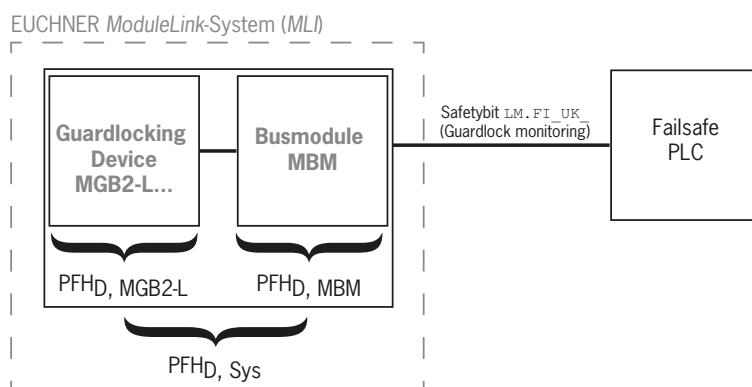 EUCHNER ModuleLink-System (MLI)
Guardlocking
Device
MGB2-L...
Busmodule
MBM
Safetybit LM.FI_UK_
(Guardlock monitoring)
Failsafe
PLC
PFHD, MGB2-L
PFHD, MBM
PFHD, Sys